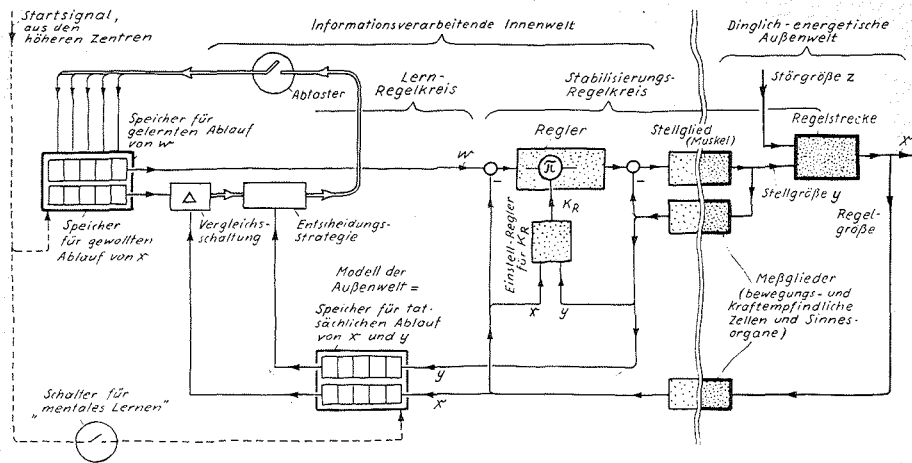 Startsignal,
aus den
höheren Zentren
Informationsverarbeitende Innenwelt
Dinglich-energetische
Außenwelt
Abtaster
Lern-
Regelkreis
Stabilisierungs-
Regelkreis
Störgröße z
Speicher für
gelernten Ablauf
von w
w
Regler
Stellglied
(Muskel)
Regelstrecke
x
π
Stellgröße y
Regel-
größe
Δ
Vergleichs-
schaltung
Entscheidungs-
Strategie
K_R
Einstell-Regler
für K_R
Speicher
für gewollten
Ablauf von x
Modell der
Außenwelt =
Speicher für tat-
sächlichen Ablauf
von x und y
x y
Meßglieder
(bewegungs- und
Kraftempfindliche
Zellen und Sinnes-
organe)
y
x
Schalter für
„mentales Lernen"